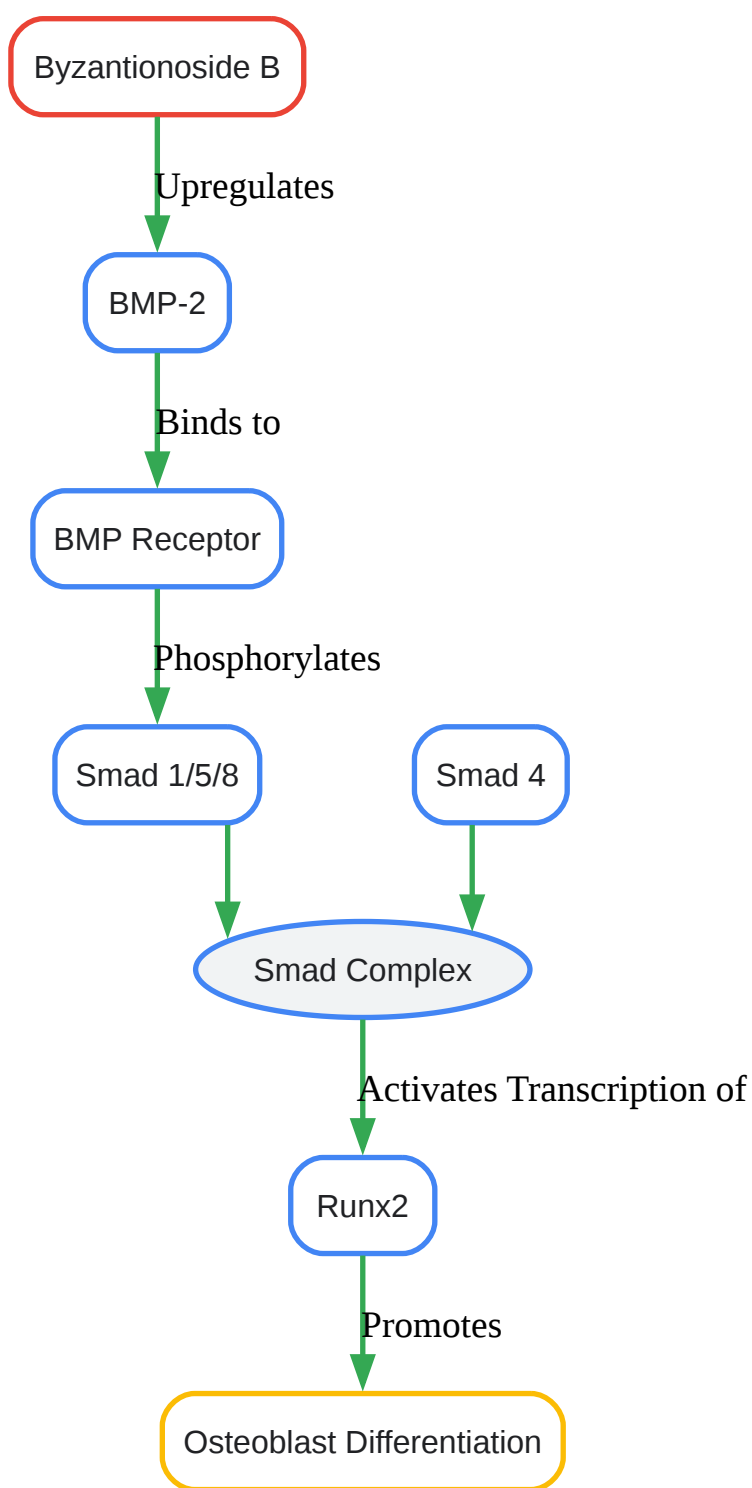 Byzantionoside B
Upregulates
BMP-2
Binds to
BMP Receptor
Phosphorylates
Smad 1/5/8
Smad 4
Smad Complex
Activates Transcription of
Runx2
Promotes
Osteoblast Differentiation